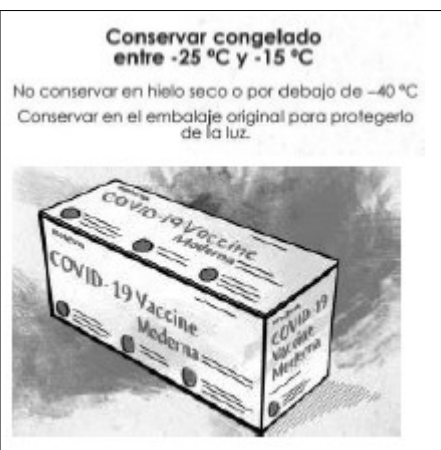 Conservar congelado
entre -25 ºC y -15 ºC
No conservar en hielo seco o por debajo de –40 ºC
Conservar en el embalaje original para protegerlo
de la luz.
COVID-19 Vaccine
Moderna
COVID-19 Vaccine
Moderna
COVID-19
Vaccine
Moderna